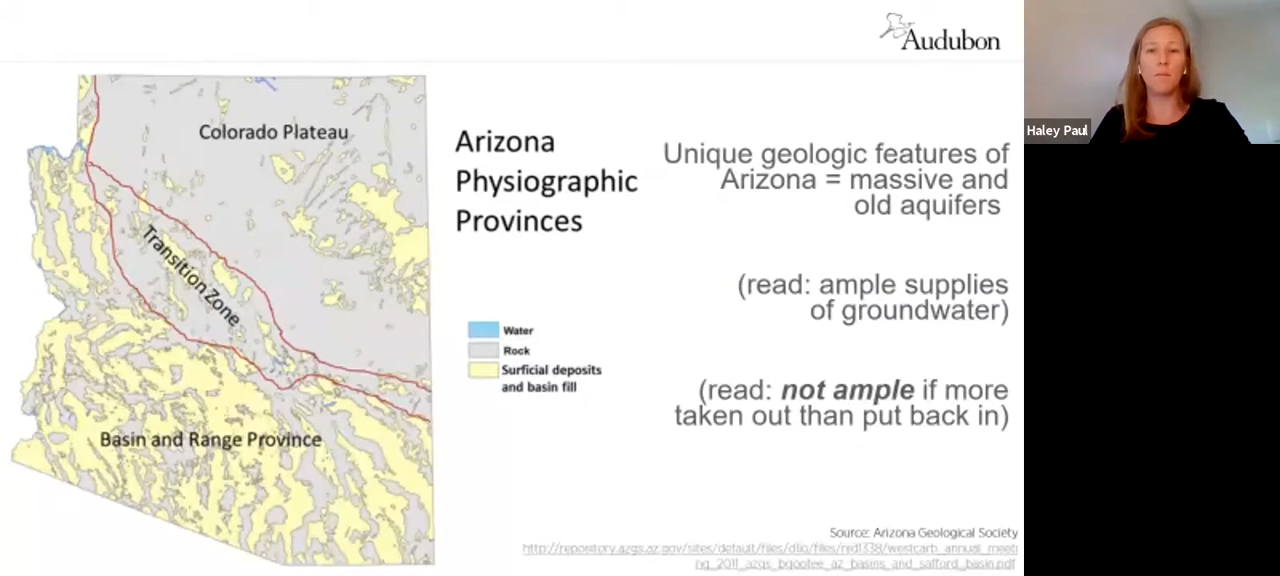 Audubon
Haley Paul
Colorado Plateau
Transition Zone
Basin and Range Province
Arizona
Physiographic
Provinces
Water
Rock
Surficial deposits
and basin fill
Unique geologic features of
Arizona = massive and
old aquifers
(read: ample supplies
of groundwater)
(read: not ample if more
taken out than put back in)
Source: Arizona Geological Society